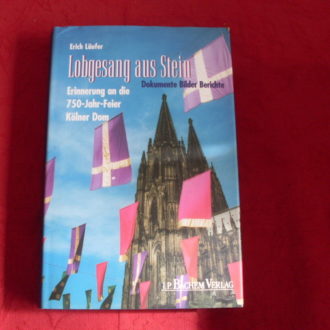 Erich Läufer
Lobgesang aus Stein
Dokumente Bilder Berichte
Erinnerung an die
750-Jahr-Feier
Kölner Dom
J.P. BACHEM VERLAG